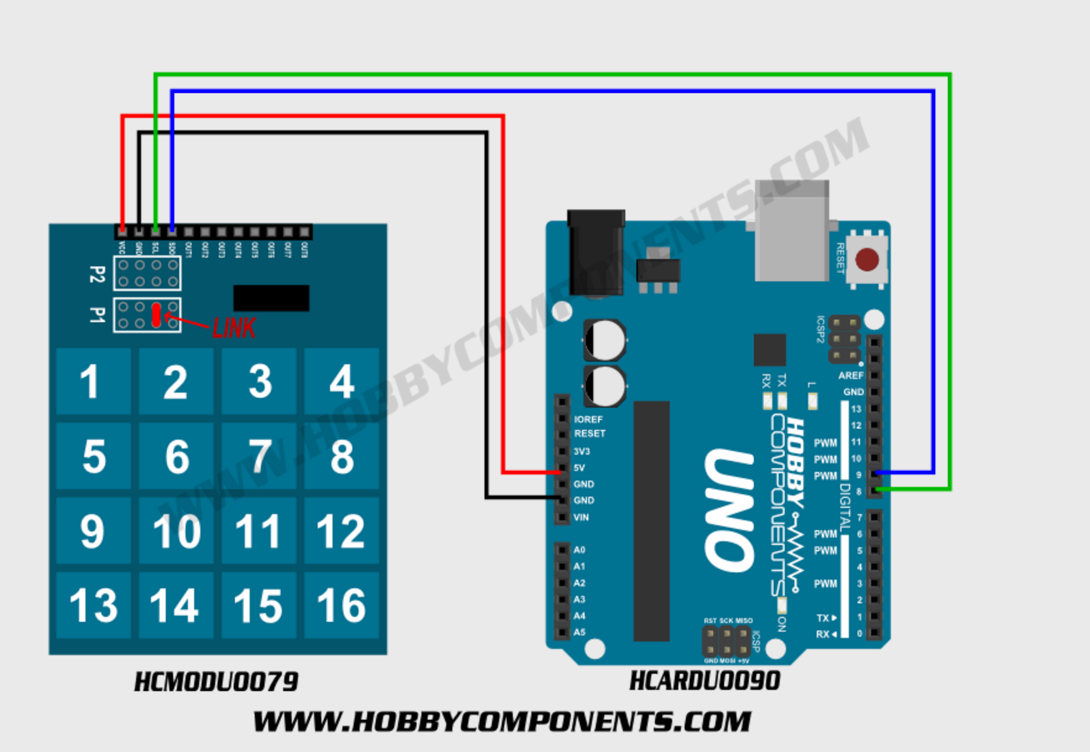 WWW.HOBBYCOMPONENTS.COM
VCC
GND
SCL
SDO
OUT1
OUT2
OUT3
OUT4
OUT5
OUT6
OUT7
OUT8
P2
P1
LINK
1 2 3 4
5 6 7 8
9 10 11 12
13 14 15 16
HCMODU0079
RESET
ICSP2
IOREF
RESET
3V3
5V
GND
GND
VIN
A0
A1
A2
A3
A4
A5
RX
TX
L
AREF
GND
13
12
PWM 11
PWM 10
PWM 9
8
7
PWM 6
PWM 5
4
PWM 3
2
TX 1
RX 0
DIGITAL
UNO
HOBBY
COMPONENTS
ON
RST SCK MISO
ICSP
GND MOSI +5V
HCARDU0090
WWW.HOBBYCOMPONENTS.COM